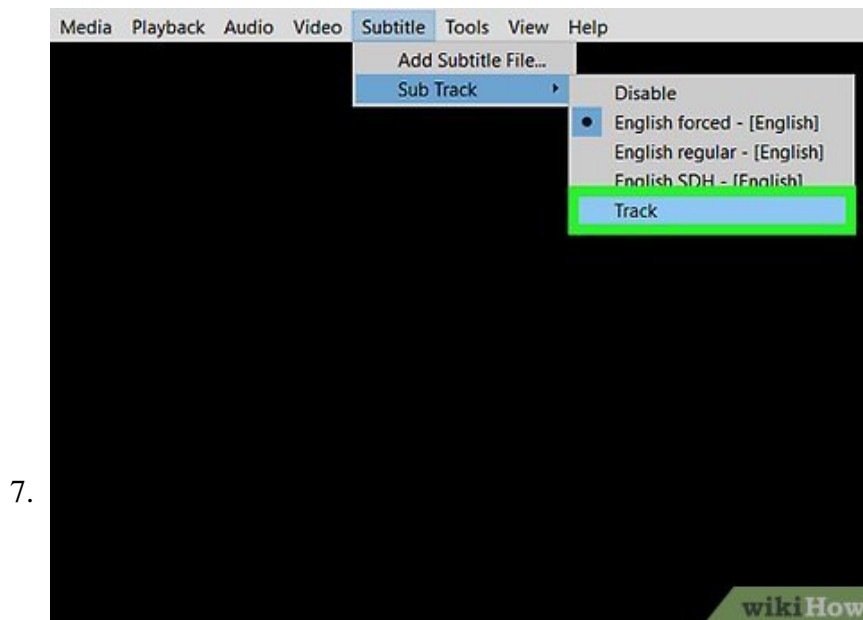 Media Playback Audio Video Subtitle Tools View Help
Add Subtitle File...
Sub Track
Disable
English forced - [English]
English regular - [English]
English SDH - [English]
Track
7.
wikiHow